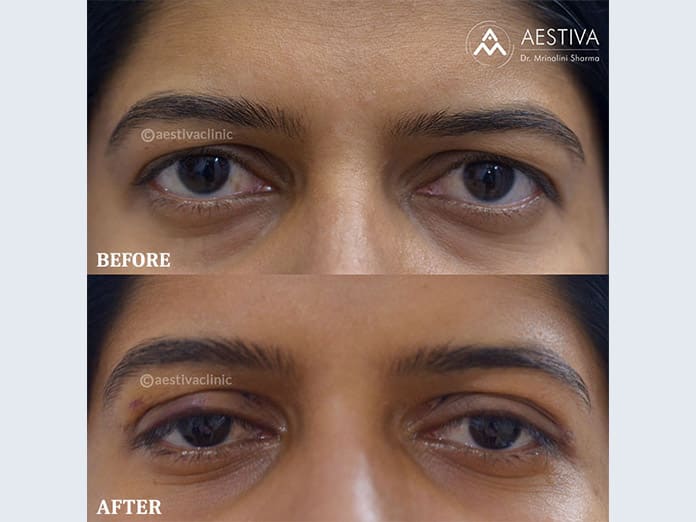 AESTIVA
Dr. Mrinalini Sharma
©aestivaclinic
BEFORE
©aestivaclinic
AFTER